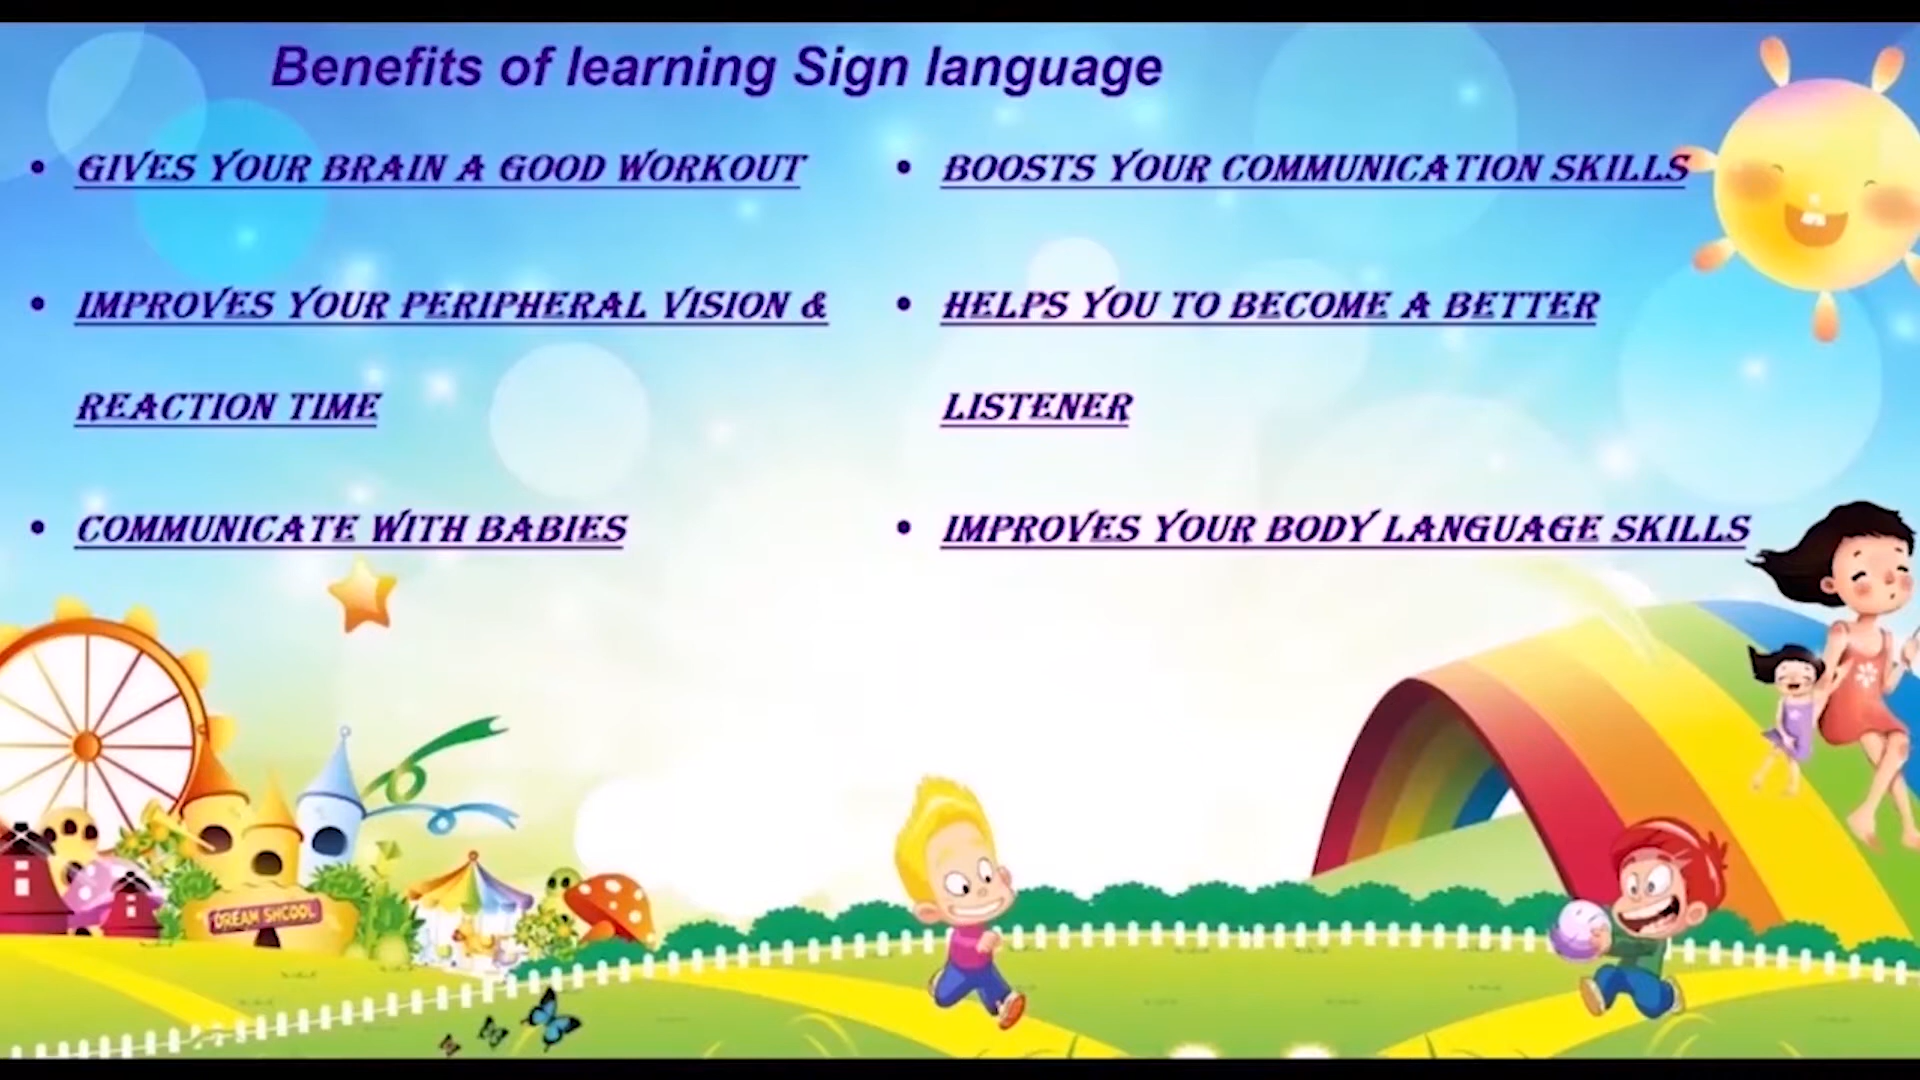 Benefits of learning Sign language
• GIVES YOUR BRAIN A GOOD WORKOUT
• IMPROVES YOUR PERIPHERAL VISION &
REACTION TIME
• COMMUNICATE WITH BABIES
• BOOSTS YOUR COMMUNICATION SKILLS
• HELPS YOU TO BECOME A BETTER
LISTENER
• IMPROVES YOUR BODY LANGUAGE SKILLS
DREAM SHCOOL